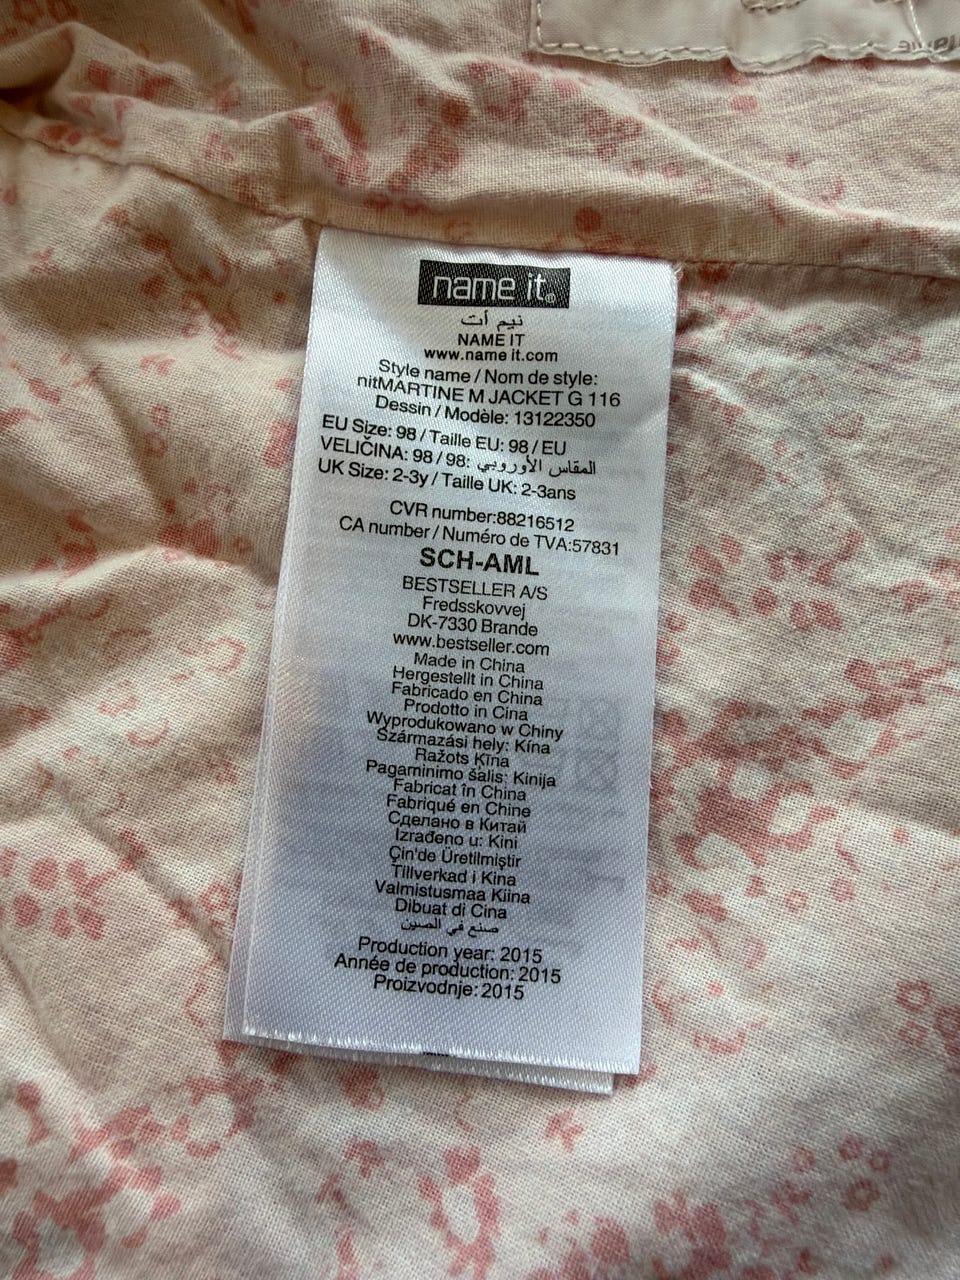 name it®
نيم أت
NAME IT
www.name it.com
Style name / Nom de style:
nitMARTINE M JACKET G 116
Dessin / Modèle: 13122350
EU Size: 98 / Taille EU: 98 / EU
VELIČINA: 98 / 98: المقاس الأوروبي
UK Size: 2-3y / Taille UK: 2-3ans
CVR number:88216512
CA number / Numéro de TVA:57831
SCH-AML
BESTSELLER A/S
Fredsskovvej
DK-7330 Brande
www.bestseller.com
Made in China
Hergestellt in China
Fabricado en China
Prodotto in Cina
Wyprodukowano w Chiny
Származási hely: Kína
Ražots Ķīna
Pagaminimo šalis: Kinija
Fabricat în China
Fabriqué en Chine
Сделано в Китай
Izrađeno u: Kini
Çin'de Üretilmiştir
Tillverkad i Kina
Valmistusmaa Kiina
Dibuat di Cina
صنع في الصين
Production year: 2015
Année de production: 2015
Proizvodnje: 2015